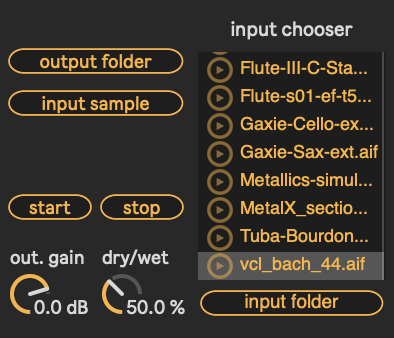 input chooser
output folder
input sample
Flute-III-C-Sta...
Flute-s01-ef-t5...
Gaxie-Cello-ex...
Gaxie-Sax-ext.aif
Metallics-simul...
MetalX_sectio...
Tuba-Bourdon...
vcl_bach_44.aif
start
stop
out. gain
dry/wet
0.0 dB
50.0 %
input folder